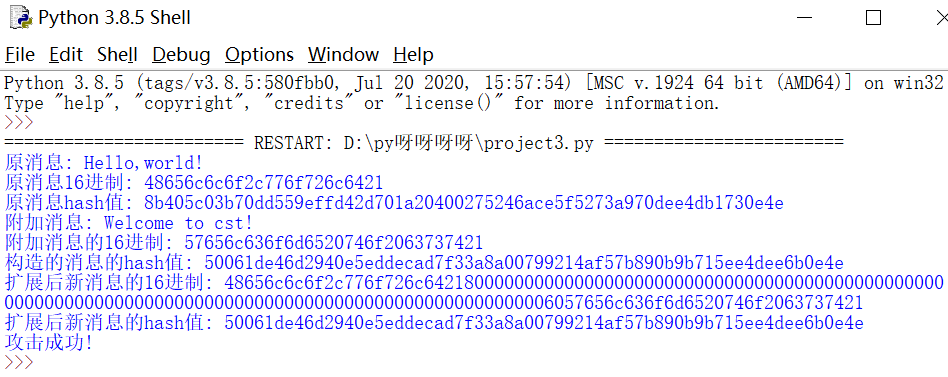 Python 3.8.5 Shell
File Edit Shell Debug Options Window Help
Python 3.8.5 (tags/v3.8.5:580fbb0, Jul 20 2020, 15:57:54) [MSC v.1924 64 bit (AMD64)] on win32
Type "help", "copyright", "credits" or "license()" for more information.
>>>
======================== RESTART: D:\py呀呀呀呀\project3.py ========================
原消息: Hello,world!
原消息16进制: 48656c6c6f2c776f726c6421
原消息hash值: 8b405c03b70dd559effd42d701a20400275246ace5f5273a970dee4db1730e4e
附加消息: Welcome to cst!
附加消息的16进制: 57656c636f6d6520746f2063737421
构造的消息的hash值: 50061de46d2940e5eddecad7f33a8a00799214af57b890b9b715ee4dee6b0e4e
扩展后新消息的16进制: 48656c6c6f2c776f726c6421800000000000000000000000000000000000000000000000
0000000000000000000000000000000000000000000000000000006057656c636f6d6520746f2063737421
扩展后新消息的hash值: 50061de46d2940e5eddecad7f33a8a00799214af57b890b9b715ee4dee6b0e4e
攻击成功!
>>>